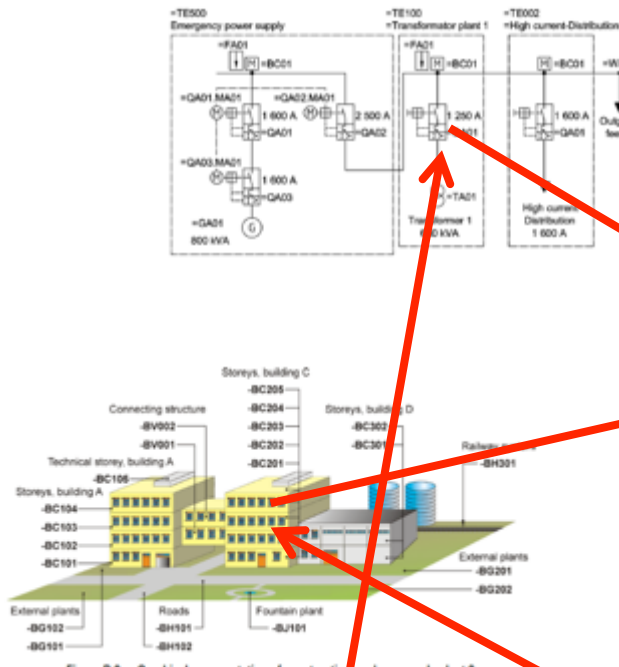 =TE500
Emergency power supply
=TE100
=Transformator plant 1
=TE002
=High current-Distribution
=FA01
M
=BC01
=FA01
M
=BC01
M
=BC01
=QA01.MA01
=QA02.MA01
M
1 600 A
=QA01
M
2 500 A
=QA02
1 250 A
1 600 A
=QA01
=QA03.MA01
M
1 600 A
=QA03
=GA01
800 kVA
G
=TA01
Transformer 1
kVA
High current
Distribution
1 600 A
Storeys, building C
-BC205
-BC204
-BC203
-BC202
-BC201
Connecting structure
-BV002
-BV001
Storeys, building D
-BC302
-BC301
Technical storey, building A
-BC105
Storeys, building A
-BC104
-BC103
-BC102
-BC101
Railway
-BH301
External plants
-BG201
-BG202
External plants
-BG102
-BG101
Roads
-BH101
-BH102
Fountain plant
-BJ101